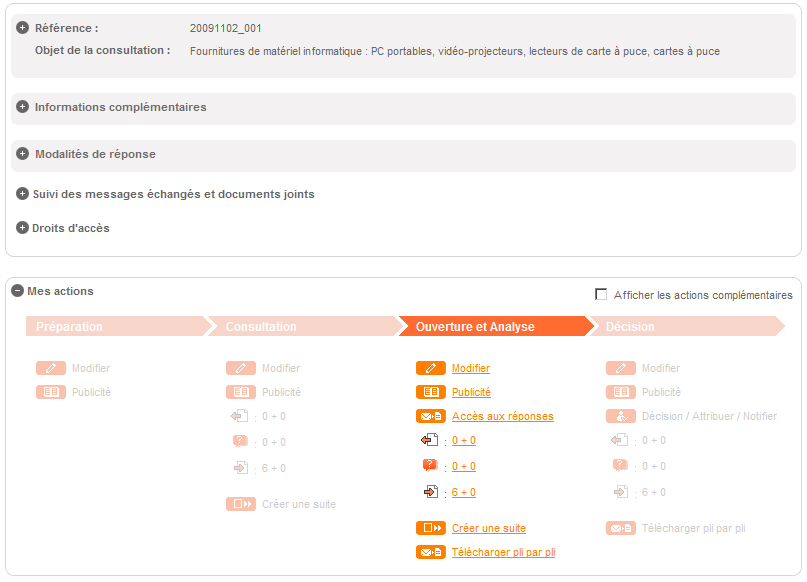 Référence : 20091102_001
Objet de la consultation : Fournitures de matériel informatique : PC portables, vidéo-projecteurs, lecteurs de carte à puce, cartes à puce
Informations complémentaires
Modalités de réponse
Suivi des messages échangés et documents joints
Droits d'accès
Mes actions
Afficher les actions complémentaires
Préparation
Modifier
Publicité
Consultation
Modifier
Publicité
: 0 + 0
: 0 + 0
: 6 + 0
Créer une suite
Ouverture et Analyse
Modifier
Publicité
Accès aux réponses
: 0 + 0
: 0 + 0
: 6 + 0
Créer une suite
Télécharger pli par pli
Décision
Modifier
Publicité
Décision / Attribuer / Notifier
: 0 + 0
: 0 + 0
: 6 + 0
Télécharger pli par pli